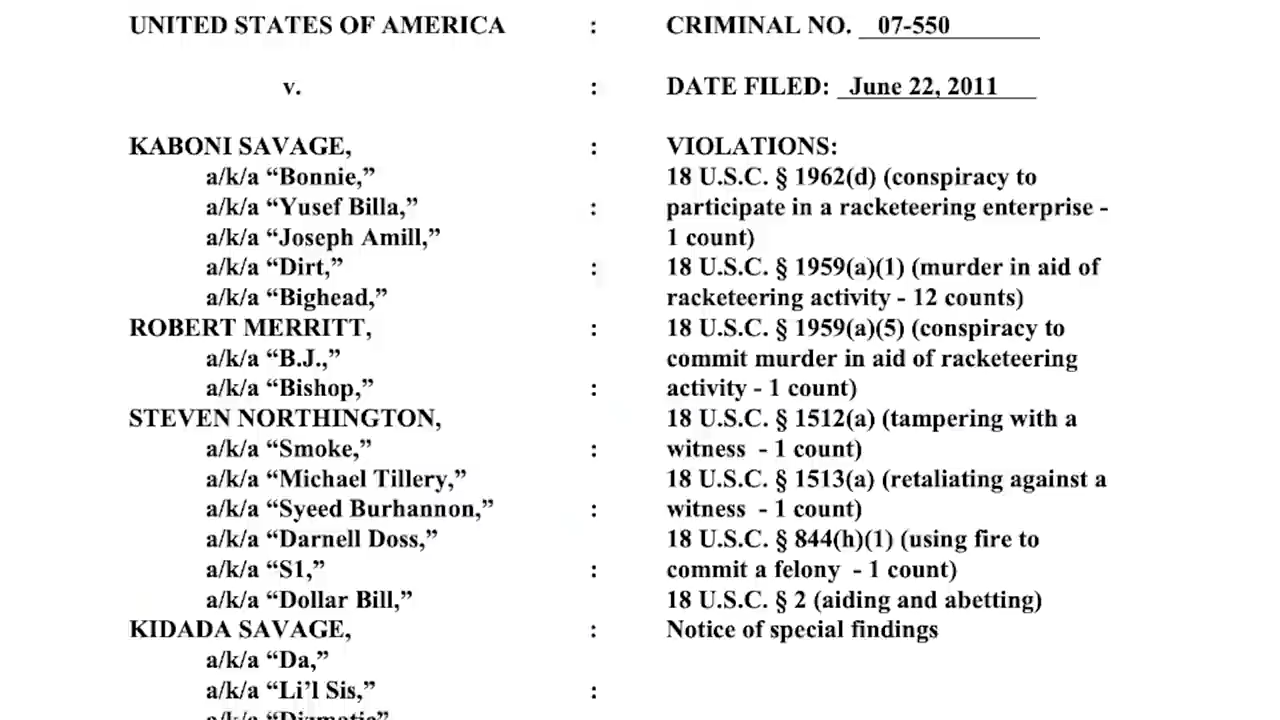 UNITED STATES OF AMERICA : CRIMINAL NO. 07-550
v. : DATE FILED: June 22, 2011
KABONI SAVAGE, : VIOLATIONS:
a/k/a “Bonnie,” 18 U.S.C. § 1962(d) (conspiracy to
a/k/a “Yusef Billa,” : participate in a racketeering enterprise -
a/k/a “Joseph Amill,” 1 count)
a/k/a “Dirt,” : 18 U.S.C. § 1959(a)(1) (murder in aid of
a/k/a “Bighead,” racketeering activity - 12 counts)
ROBERT MERRITT, : 18 U.S.C. § 1959(a)(5) (conspiracy to
a/k/a “B.J.,” commit murder in aid of racketeering
a/k/a “Bishop,” : activity - 1 count)
STEVEN NORTHINGTON, 18 U.S.C. § 1512(a) (tampering with a
a/k/a “Smoke,” : witness - 1 count)
a/k/a “Michael Tillery,” 18 U.S.C. § 1513(a) (retaliating against a
a/k/a “Syeed Burhannon,” : witness - 1 count)
a/k/a “Darnell Doss,” 18 U.S.C. § 844(h)(1) (using fire to
a/k/a “S1,” : commit a felony - 1 count)
a/k/a “Dollar Bill,” 18 U.S.C. § 2 (aiding and abetting)
KIDADA SAVAGE, : Notice of special findings
a/k/a “Da,”
a/k/a “Li’l Sis,” :
a/k/a